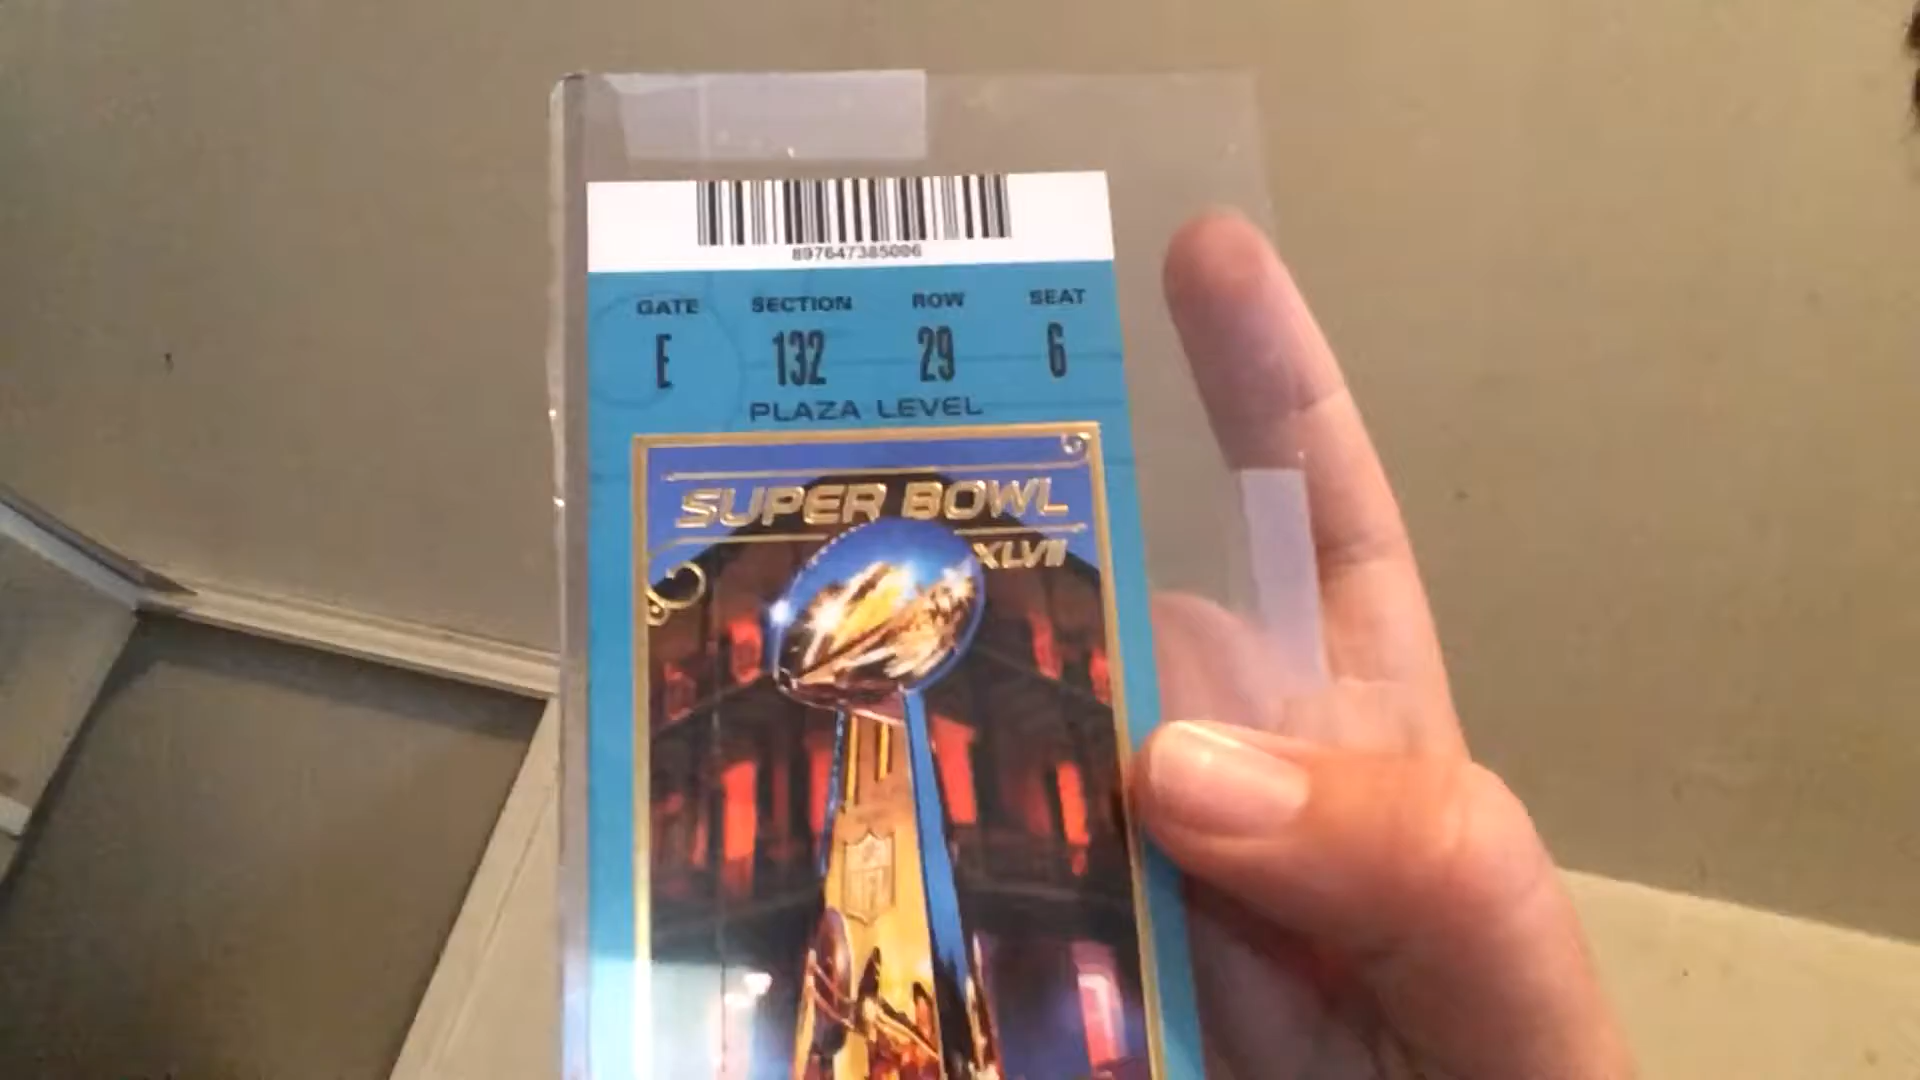 897647385006
GATE SECTION ROW SEAT
E 132 29 6
PLAZA LEVEL
SUPER BOWL
XLVII